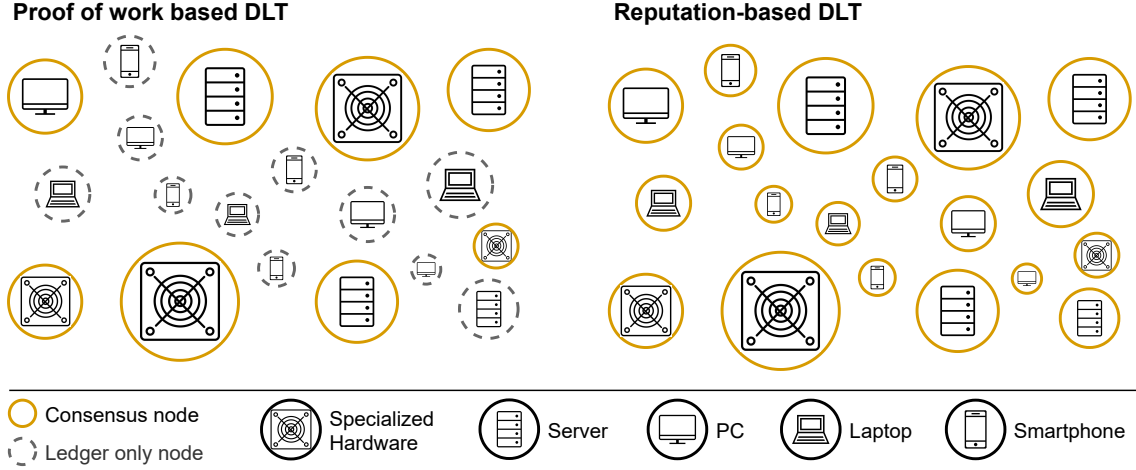 Proof of work based DLT
Reputation-based DLT
Consensus node
Ledger only node
Specialized
Hardware
Server
PC
Laptop
Smartphone